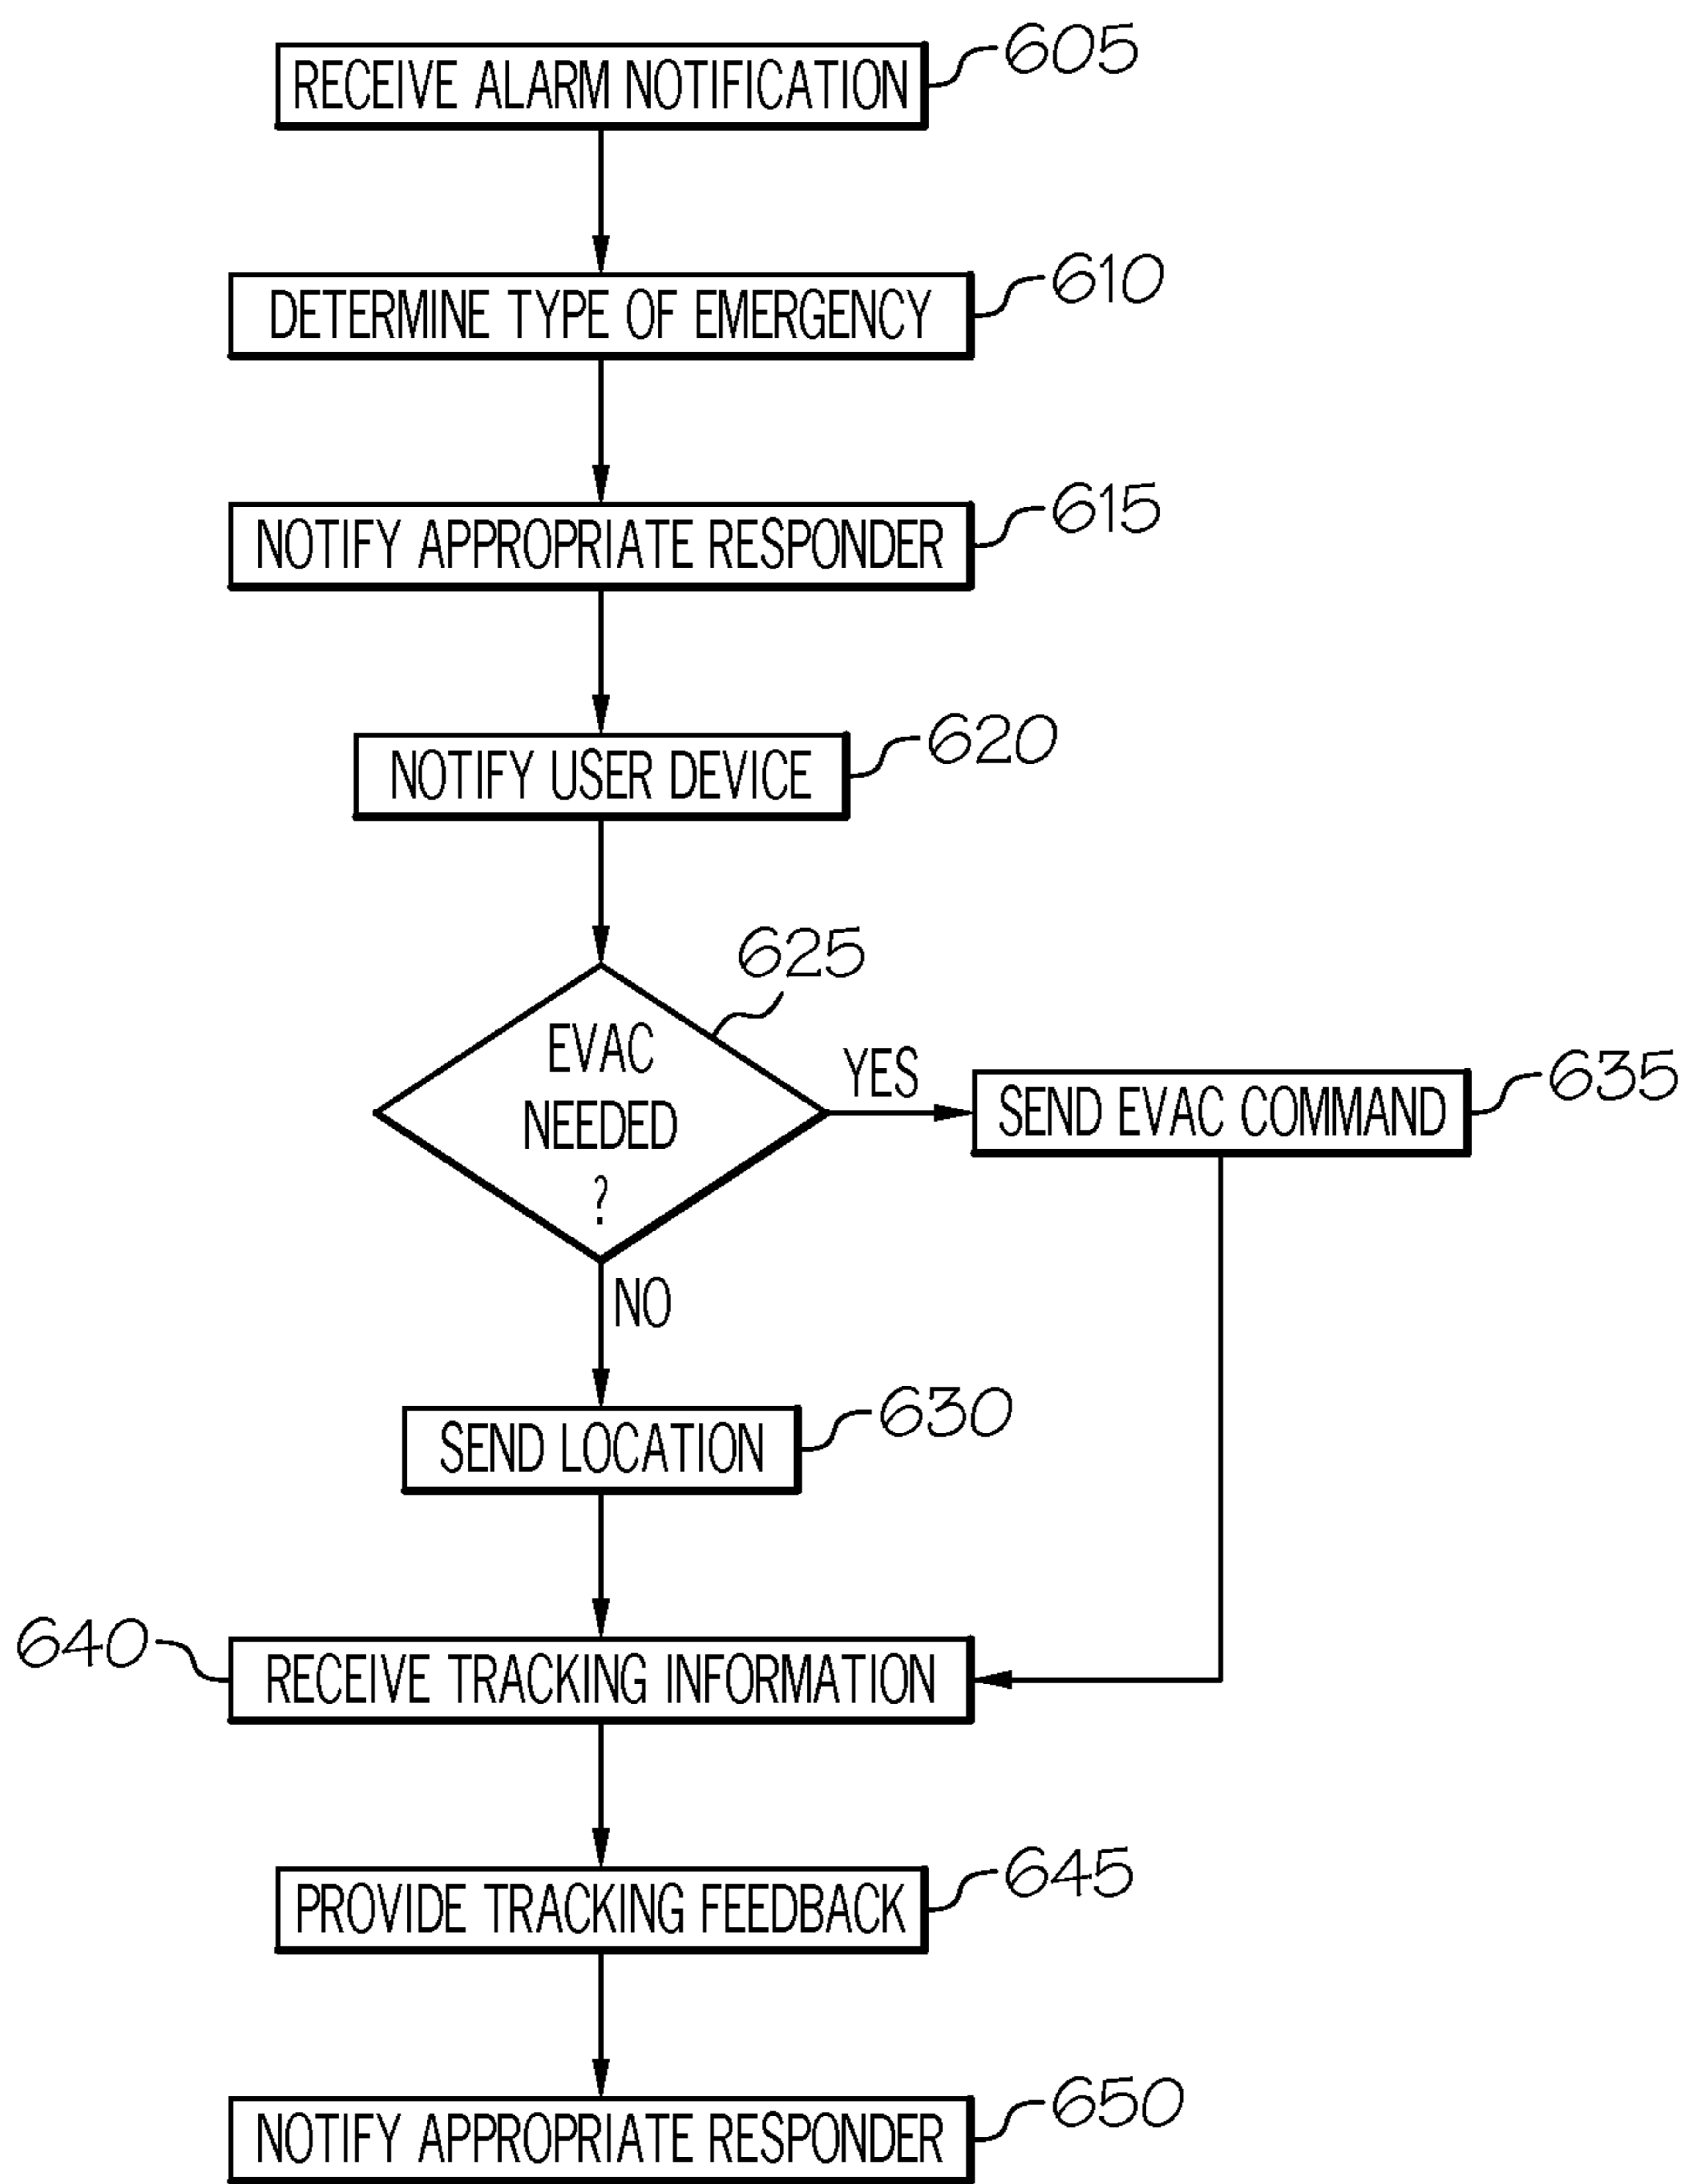 RECEIVE ALARM NOTIFICATION
605
DETERMINE TYPE OF EMERGENCY
610
NOTIFY APPROPRIATE RESPONDER
615
NOTIFY USER DEVICE
620
625
EVAC
NEEDED
?
YES
SEND EVAC COMMAND
635
NO
SEND LOCATION
630
640
RECEIVE TRACKING INFORMATION
PROVIDE TRACKING FEEDBACK
645
NOTIFY APPROPRIATE RESPONDER
650